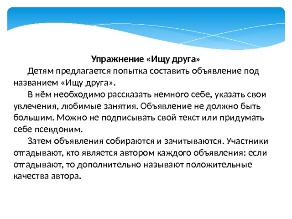 Упражнение «Ищу друга»
Детям предлагается попытка составить объявление под
названием «Ищу друга».
В нём необходимо рассказать немного себе, указать свои
увлечения, любимые занятия. Объявление не должно быть
большим. Можно не подписывать свой текст или придумать
себе псевдоним.
Затем объявления собираются и зачитываются. Участники
отгадывают, кто является автором каждого объявления: если
отгадывают, то дополнительно называют положительные
качества автора.